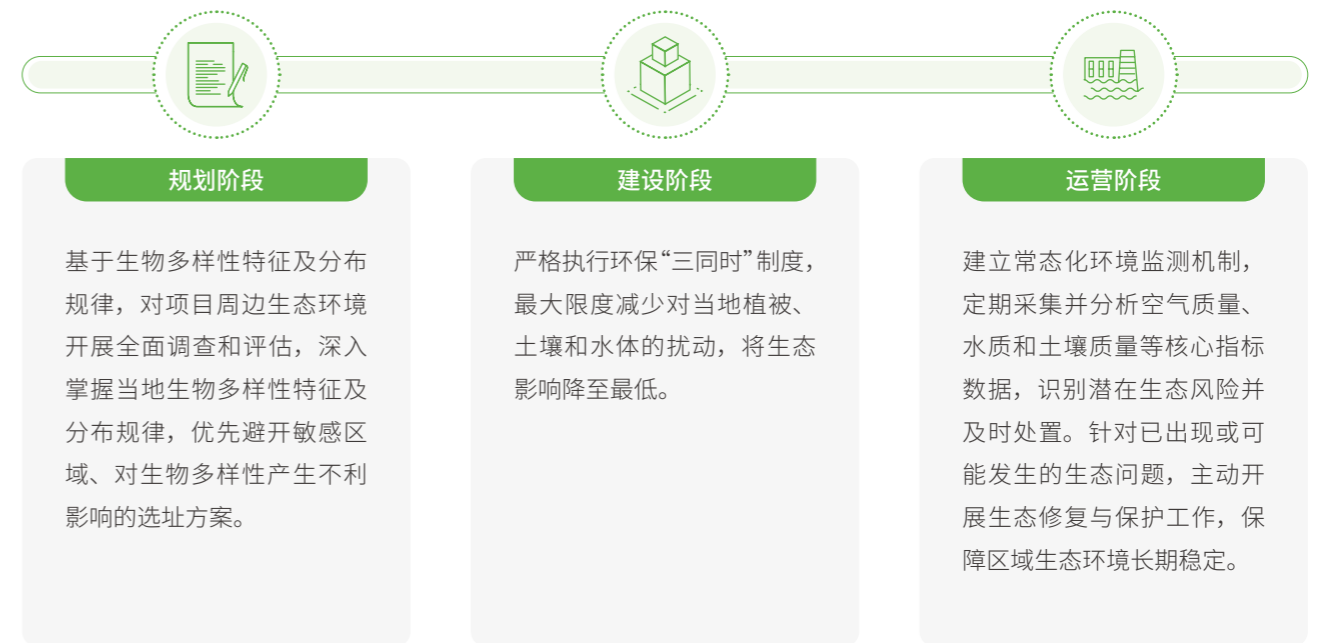 规划阶段
基于生物多样性特征及分布
规律，对项目周边生态环境
开展全面调查和评估，深入
掌握当地生物多样性特征及
分布规律，优先避开敏感区
域、对生物多样性产生不利
影响的选址方案。
建设阶段
严格执行环保“三同时”制度，
最大限度减少对当地植被、
土壤和水体的扰动，将生态
影响降至最低。
运营阶段
建立常态化环境监测机制，
定期采集并分析空气质量、
水质和土壤质量等核心指标
数据，识别潜在生态风险并
及时处置。针对已出现或可
能发生的生态问题，主动开
展生态修复与保护工作，保
障区域生态环境长期稳定。